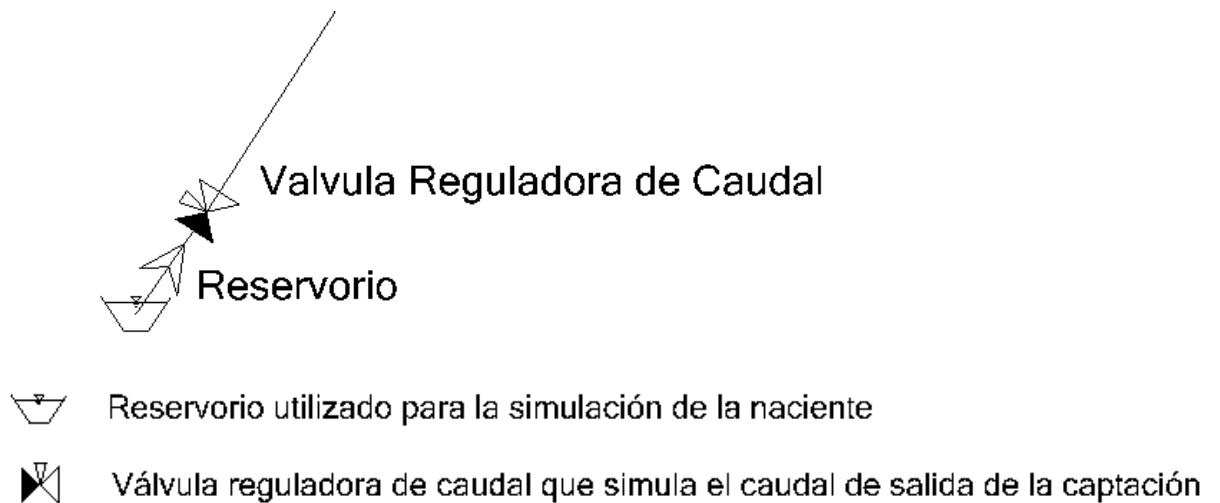 Valvula Reguladora de Caudal
Reservorio
Reservorio utilizado para la simulación de la naciente
Válvula reguladora de caudal que simula el caudal de salida de la captación